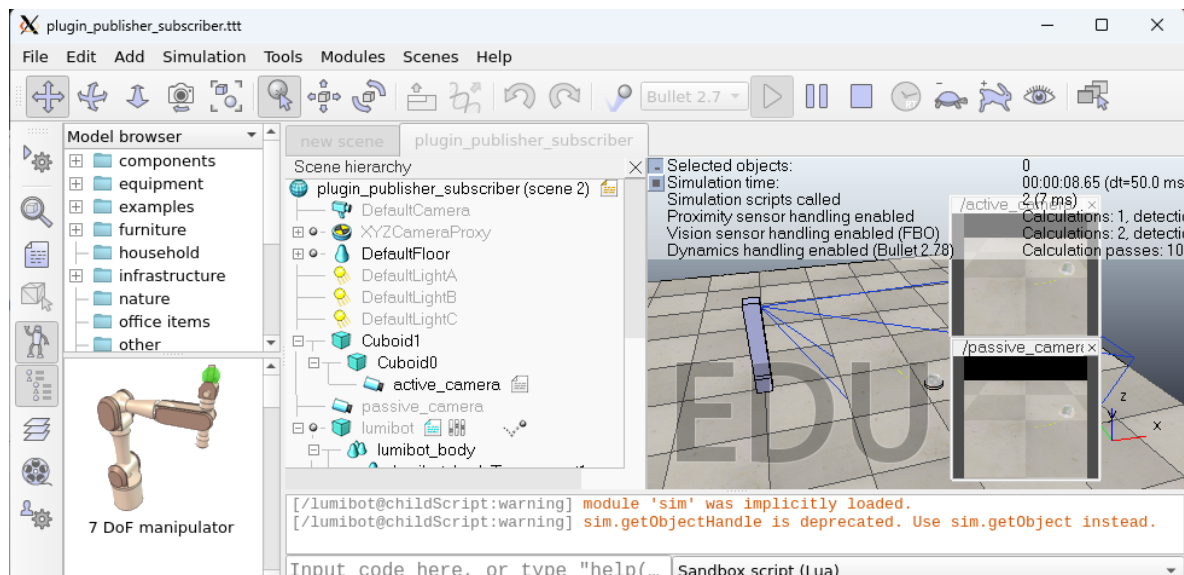 plugin_publisher_subscriber.ttt
File Edit Add Simulation Tools Modules Scenes Help
Bullet 2.7
Model browser
components
equipment
examples
furniture
household
infrastructure
nature
office items
other
7 DoF manipulator
new scene plugin_publisher_subscriber
Scene hierarchy
plugin_publisher_subscriber (scene 2)
DefaultCamera
XYZCameraProxy
DefaultFloor
DefaultLightA
DefaultLightB
DefaultLightC
Cuboid1
Cuboid0
active_camera
passive_camera
lumibot
lumibot_body
Selected objects: 0
Simulation time: 00:00:08.65 (dt=50.0 ms
Simulation scripts called 2 (7 ms)
Proximity sensor handling enabled Calculations: 1, detectio
Vision sensor handling enabled (FBO) Calculations: 2, detectio
Dynamics handling enabled (Bullet 2.78) Calculation passes: 10
/active_camera
/passive_camera
EDU
z
x
[/lumibot@childScript:warning] module 'sim' was implicitly loaded.
[/lumibot@childScript:warning] sim.getObjectHandle is deprecated. Use sim.getObject instead.
Input code here, or type "help(… Sandbox script (Lua)